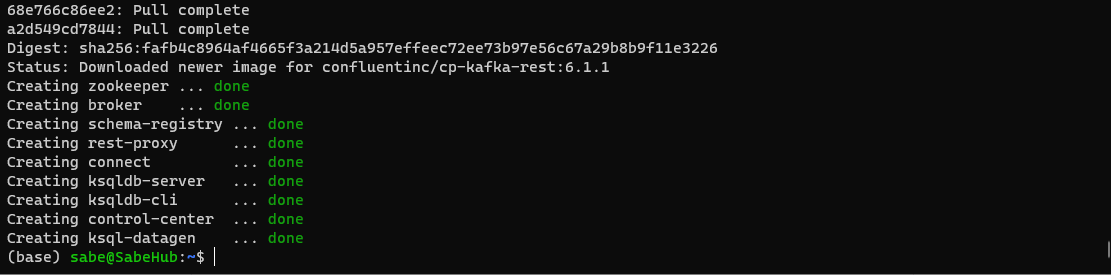 68e766c86ee2: Pull complete
a2d549cd7844: Pull complete
Digest: sha256:fafb4c8964af4665f3a214d5a957effeec72ee73b97e56c67a29b8b9f11e3226
Status: Downloaded newer image for confluentinc/cp-kafka-rest:6.1.1
Creating zookeeper ... done
Creating broker    ... done
Creating schema-registry ... done
Creating rest-proxy      ... done
Creating connect         ... done
Creating ksqldb-server   ... done
Creating ksqldb-cli      ... done
Creating control-center  ... done
Creating ksql-datagen    ... done
(base) sabe@SabeHub:~$